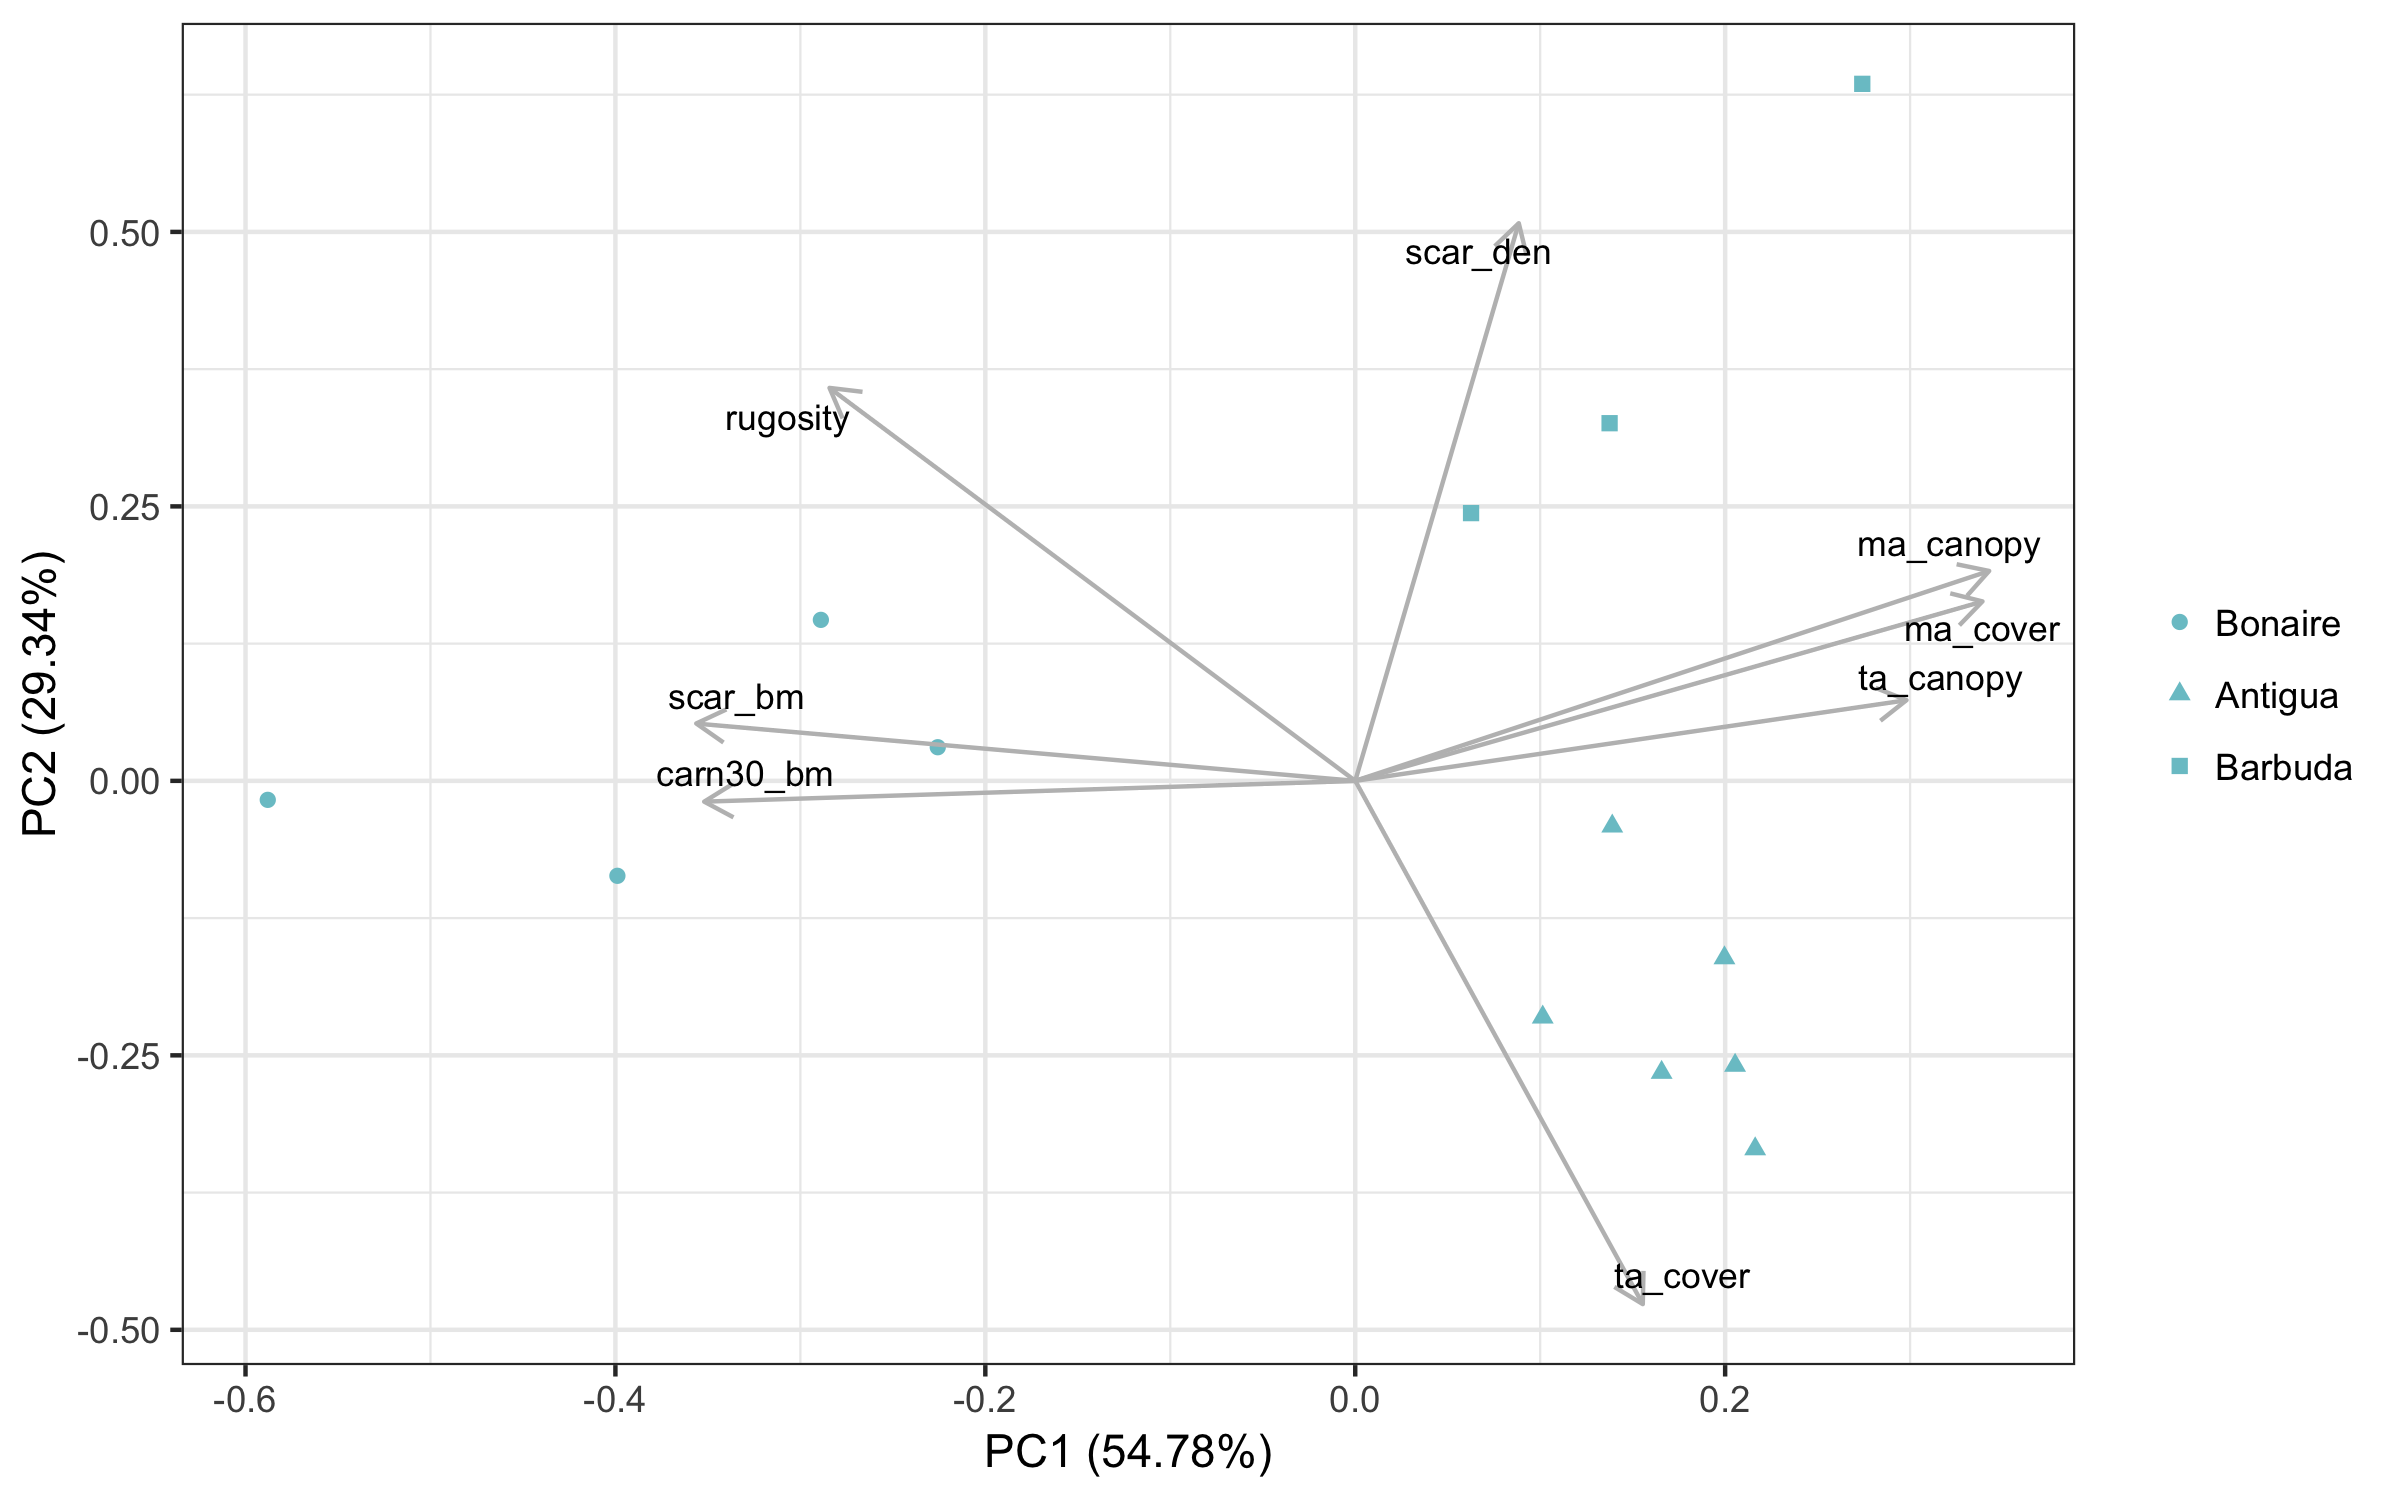 0.50
0.25
0.00
-0.25
-0.50
PC2 (29.34%)
scar_den
rugosity
ma_canopy
ma_cover
ta_canopy
scar_bm
carn30_bm
ta_cover
-0.6
-0.4
-0.2
0.0
0.2
PC1 (54.78%)
Bonaire
Antigua
Barbuda